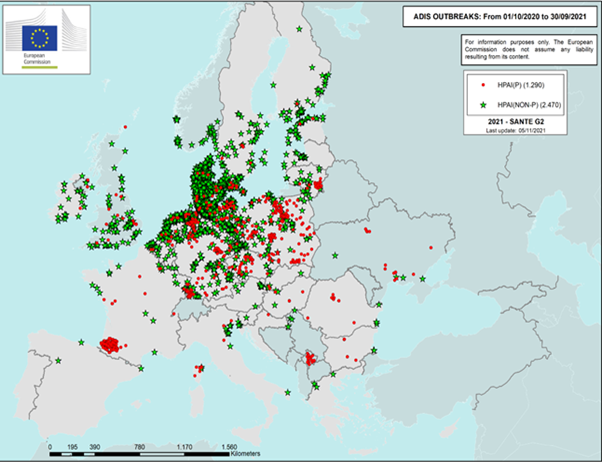 European
Commission
ADIS OUTBREAKS: From 01/10/2020 to 30/09/2021
For information purposes only. The European
Commission does not assume any liability
resulting from its content.
HPAI(P) (1.290)
HPAI(NON-P) (2.470)
2021 - SANTE G2
Last update: 05/11/2021
0 195 390 780 1.170 1.560
Kilometers